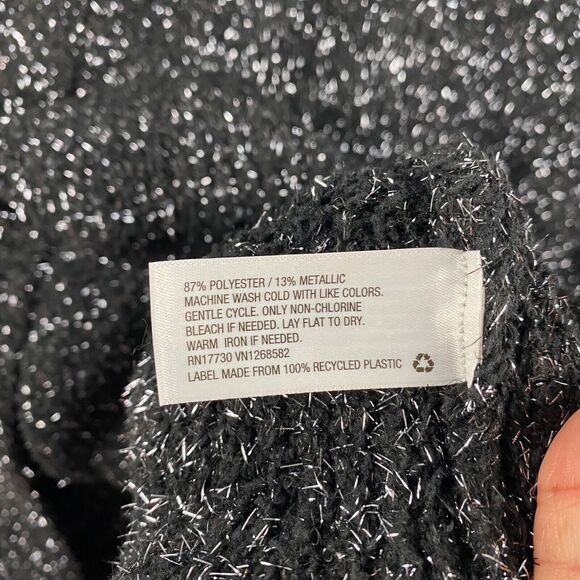 87% POLYESTER / 13% METALLIC
MACHINE WASH COLD WITH LIKE COLORS.
GENTLE CYCLE. ONLY NON-CHLORINE
BLEACH IF NEEDED. LAY FLAT TO DRY.
WARM IRON IF NEEDED.
RN17730 VN1268582
LABEL MADE FROM 100% RECYCLED PLASTIC